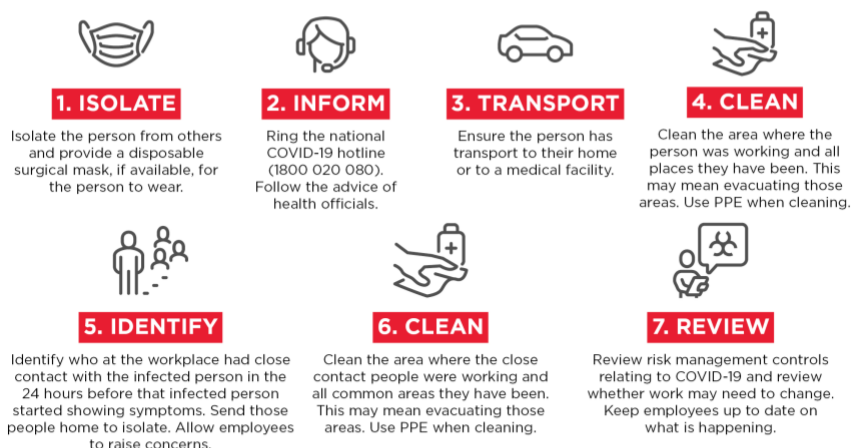 1. ISOLATE
Isolate the person from others
and provide a disposable
surgical mask, if available, for
the person to wear.
2. INFORM
Ring the national
COVID-19 hotline
(1800 020 080).
Follow the advice of
health officials.
3. TRANSPORT
Ensure the person has
transport to their home
or to a medical facility.
4. CLEAN
Clean the area where the
person was working and all
places they have been. This
may mean evacuating those
areas. Use PPE when cleaning.
5. IDENTIFY
Identify who at the workplace had close
contact with the infected person in the
24 hours before that infected person
started showing symptoms. Send those
people home to isolate. Allow employees
to raise concerns.
6. CLEAN
Clean the area where the close
contact people were working and
all common areas they have been.
This may mean evacuating those
areas. Use PPE when cleaning.
7. REVIEW
Review risk management controls
relating to COVID-19 and review
whether work may need to change.
Keep employees up to date on
what is happening.